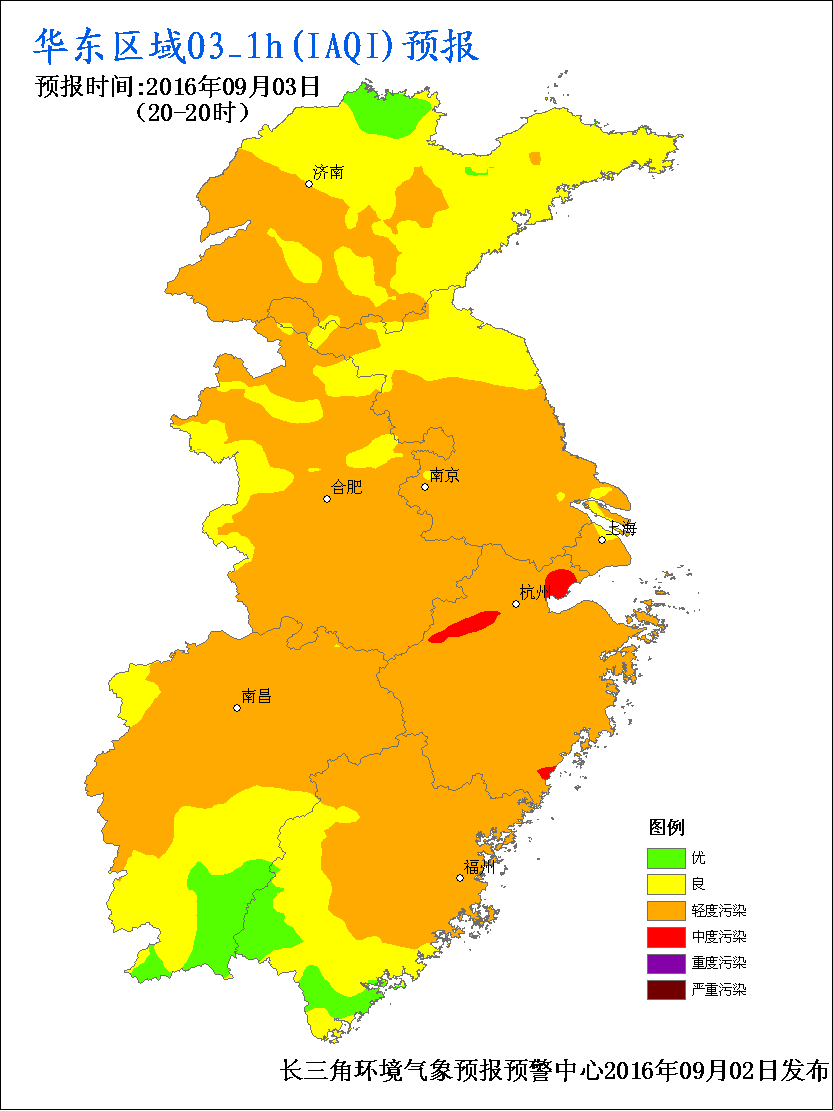 华东区域O3_1h(IAQI)预报
预报时间:2016年09月03日
(20-20时)
济南
南京
合肥
上海
杭州
南昌
福州
图例
优
良
轻度污染
中度污染
重度污染
严重污染
长三角环境气象预报预警中心2016年09月02日发布